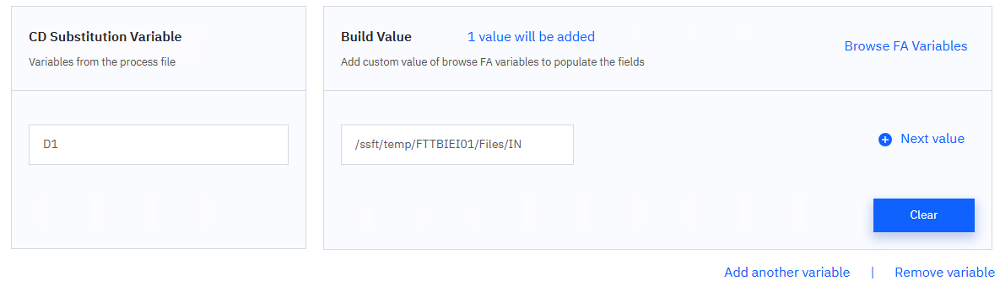 CD Substitution Variable
Variables from the process file
D1
Build Value
1 value will be added
Add custom value of browse FA variables to populate the fields
Browse FA Variables
/ssft/temp/FTTBIEI01/Files/IN
Next value
Clear
Add another variable | Remove variable